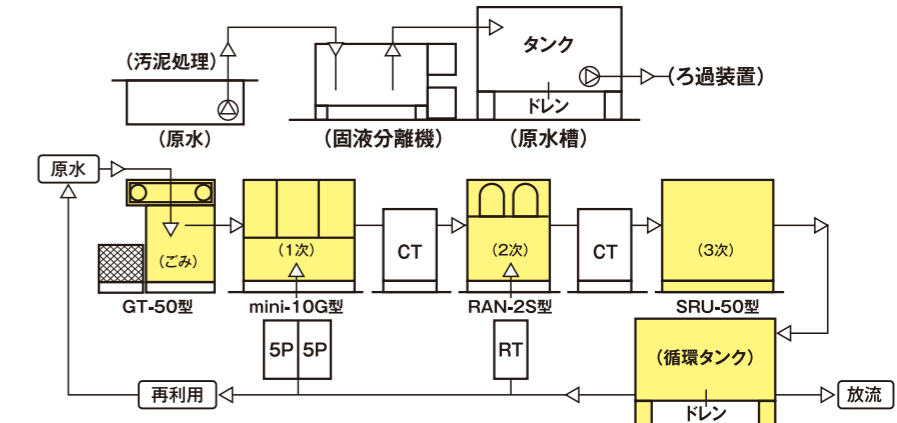 タンク
(汚泥処理)
(ろ過装置)
ドレン
(原水)
(固液分離機)
(原水槽)
原水
(ごみ)
(1次)
CT
(2次)
CT
(3次)
GT-50型
mini-10G型
RAN-2S型
SRU-50型
5P
5P
RT
(循環タンク)
再利用
放流
ドレン